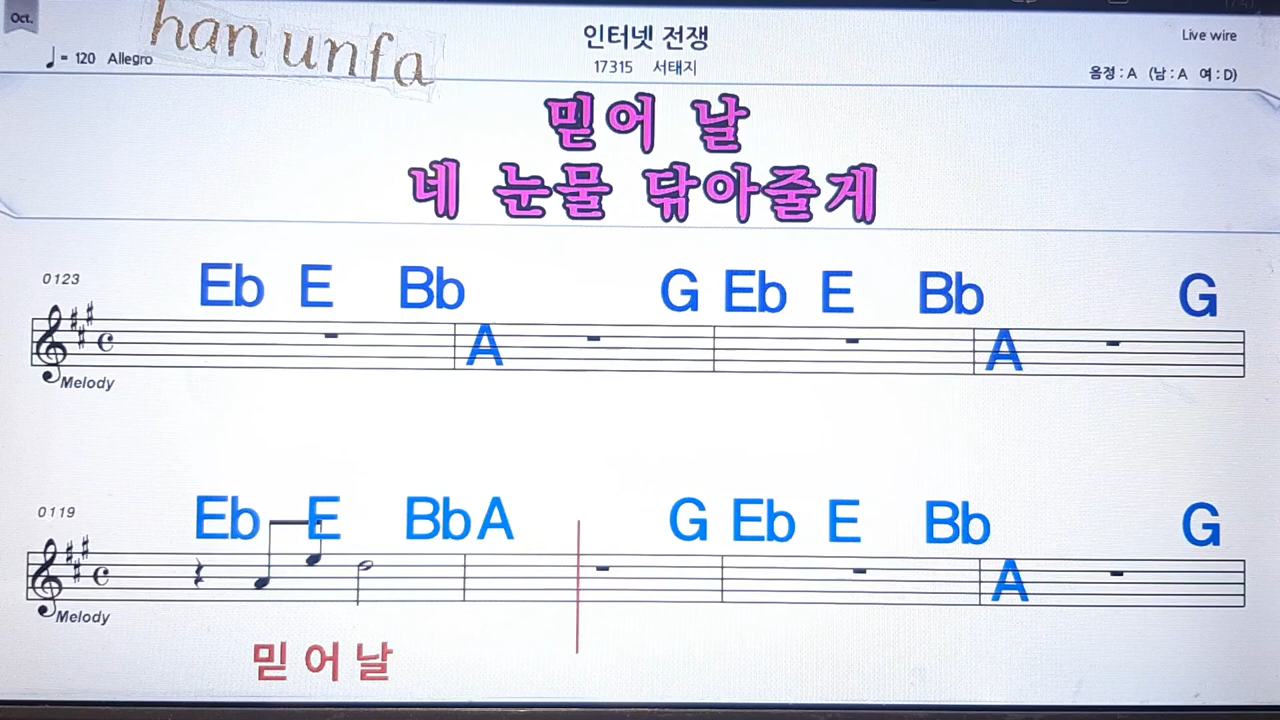 Oct.
han unfa
인터넷 전쟁
Live wire
♩= 120 Allegro
17315 서태지
음정 : A (남 : A 여 : D)
믿어 날
네 눈물 닦아줄게
0123
Eb E Bb A G Eb E Bb A G
Melody
0119
Eb E Bb A G Eb E Bb A G
Melody
믿 어 날